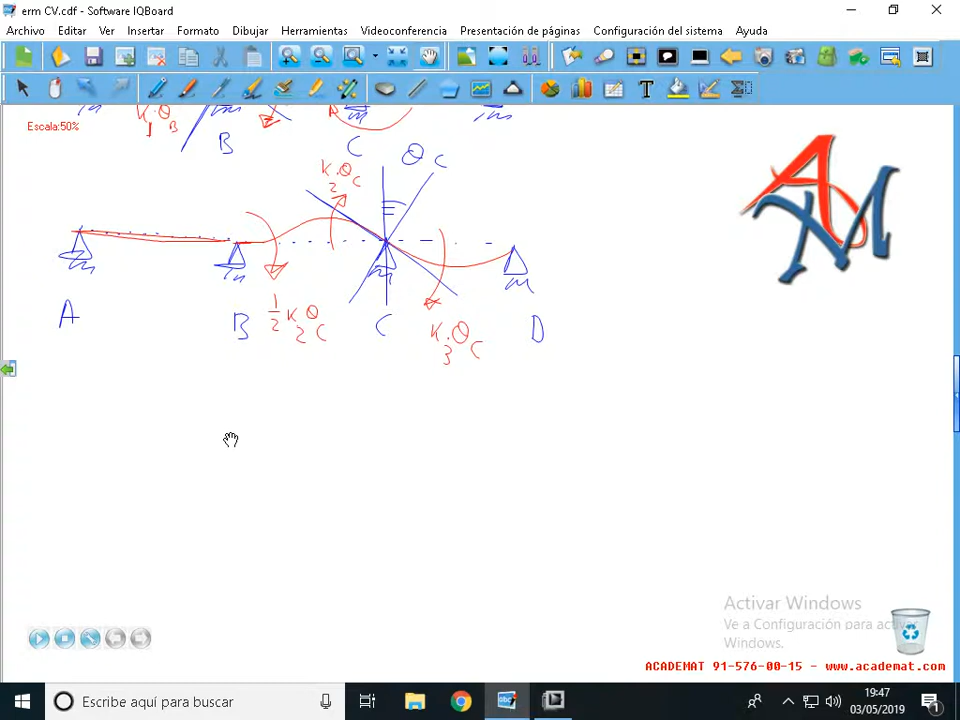 erm CV.cdf - Software IQBoard
Archivo Editar Ver Insertar Formato Dibujar Herramientas Videoconferencia Presentación de páginas Configuración del sistema Ayuda
Escala:50%
K.θ
1 B
B
C
θ C
K.θ
2 C
A
B
1/2 K θ
2 C
C
K.θ
3 C
D
Activar Windows
Ve a Configuración para activar
Windows.
ACADEMAT 91-576-00-15 - www.academat.com
Escribe aquí para buscar
19:47
03/05/2019
1